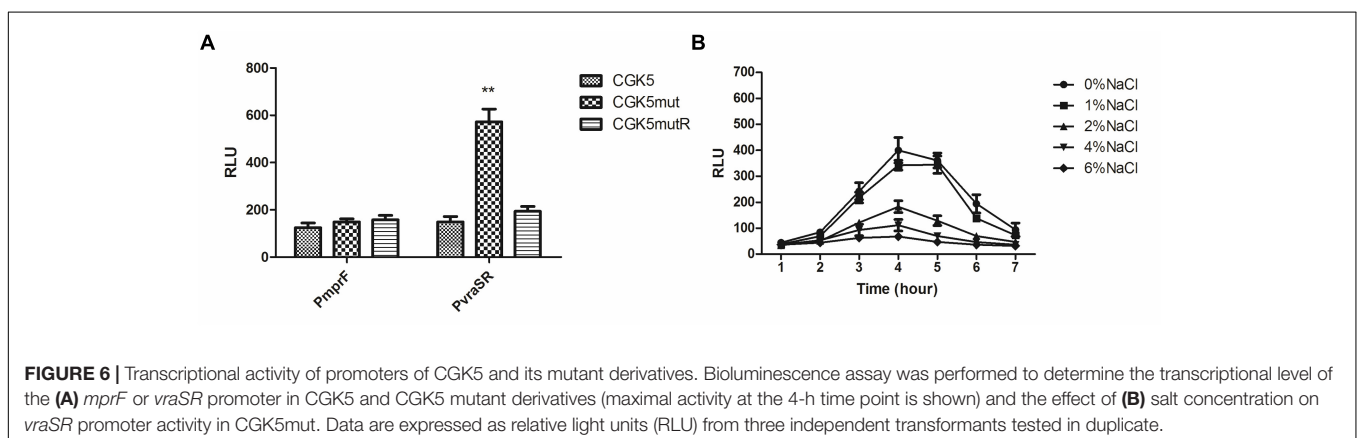 A
800
600
400
200
0
RLU
**
PmprF
PvraSR
CGK5
CGK5mut
CGK5mutR
B
700
600
500
400
300
200
100
0
RLU
1 2 3 4 5 6 7
Time (hour)
0%NaCl
1%NaCl
2%NaCl
4%NaCl
6%NaCl
FIGURE 6 | Transcriptional activity of promoters of CGK5 and its mutant derivatives. Bioluminescence assay was performed to determine the transcriptional level of
the (A) mprF or vraSR promoter in CGK5 and CGK5 mutant derivatives (maximal activity at the 4-h time point is shown) and the effect of (B) salt concentration on
vraSR promoter activity in CGK5mut. Data are expressed as relative light units (RLU) from three independent transformants tested in duplicate.